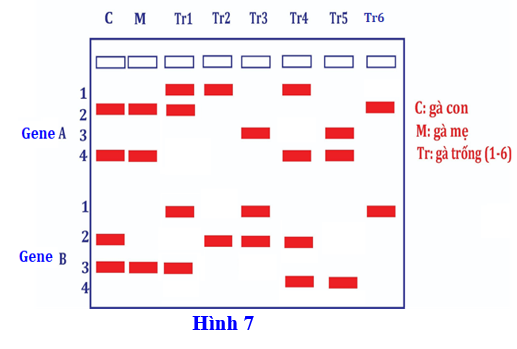 C M Tr1 Tr2 Tr3 Tr4 Tr5 Tr6
1
2
Gene A 3
4
C: gà con
M: gà mẹ
Tr: gà trống (1-6)
1
2
Gene B 3
4
Hình 7